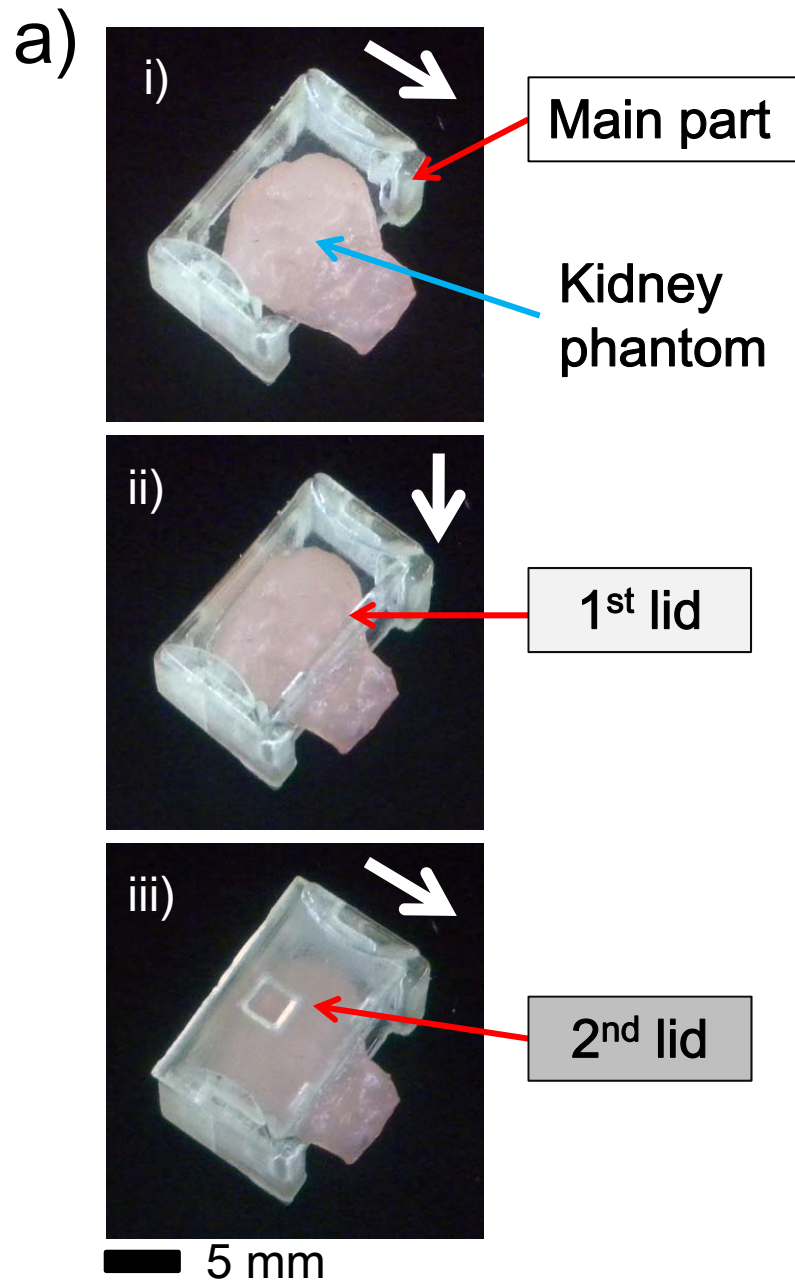 a)
i)
Main part
Kidney
phantom
ii)
1st lid
iii)
2nd lid
5 mm